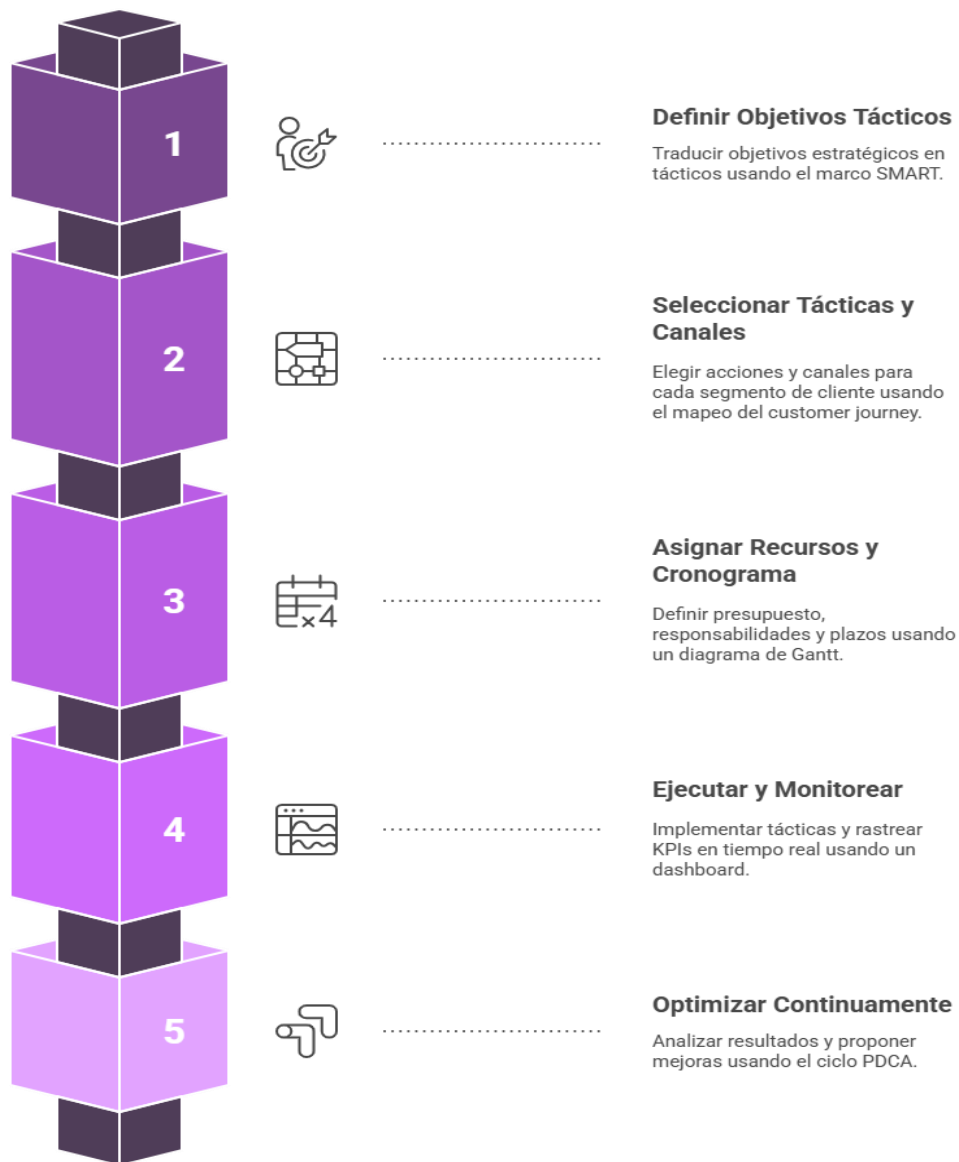 1
Definir Objetivos Tácticos
Traducir objetivos estratégicos en
tácticos usando el marco SMART.
2
Seleccionar Tácticas y
Canales
Elegir acciones y canales para
cada segmento de cliente usando
el mapeo del customer journey.
3
x4
Asignar Recursos y
Cronograma
Definir presupuesto,
responsabilidades y plazos usando
un diagrama de Gantt.
4
Ejecutar y Monitorear
Implementar tácticas y rastrear
KPIs en tiempo real usando un
dashboard.
5
Optimizar Continuamente
Analizar resultados y proponer
mejoras usando el ciclo PDCA.